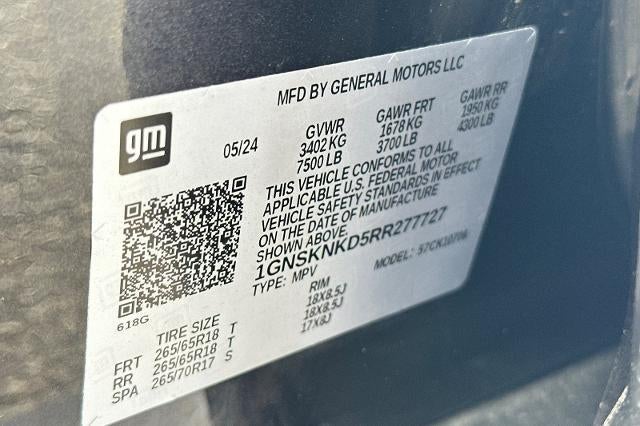 MFD BY GENERAL MOTORS LLC
gm
05/24
GVWR GAWR FRT GAWR RR
3402 KG 1678 KG 1950 KG
7500 LB 3700 LB 4300 LB
THIS VEHICLE CONFORMS TO ALL
APPLICABLE U.S. FEDERAL MOTOR
VEHICLE SAFETY STANDARDS IN EFFECT
ON THE DATE OF MANUFACTURE
SHOWN ABOVE.
1GNSKNKD5RR277727
TYPE: MPV MODEL: 57CK10706
618G
TIRE SIZE RIM
FRT 265/65R18 T 18X8.5J
RR 265/65R18 T 18X8.5J
SPA 265/70R17 S 17X8J